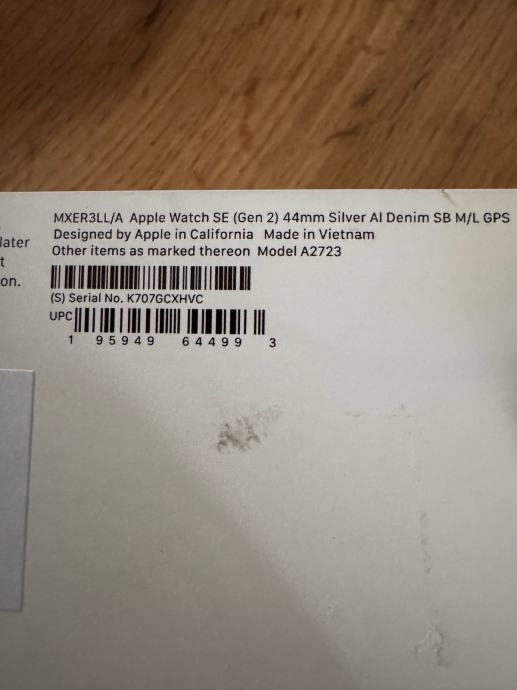 MXER3LL/A Apple Watch SE (Gen 2) 44mm Silver Al Denim SB M/L GPS
Designed by Apple in California Made in Vietnam
Other items as marked thereon Model A2723
(S) Serial No. K707GCXHVC
UPC
1 95949 64499 3
later
t
on.